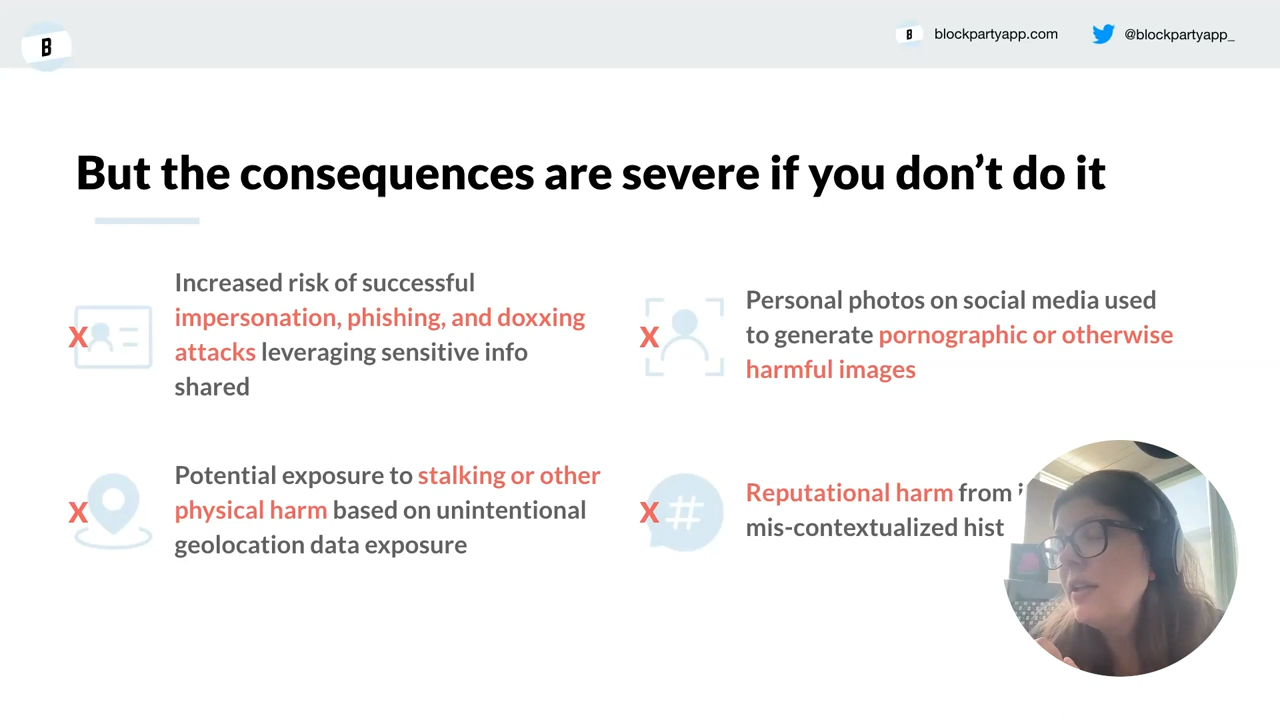 B
B blockpartyapp.com
@blockpartyapp_
But the consequences are severe if you don’t do it
X
Increased risk of successful
impersonation, phishing, and doxxing
attacks leveraging sensitive info
shared
X
Personal photos on social media used
to generate pornographic or otherwise
harmful images
X
Potential exposure to stalking or other
physical harm based on unintentional
geolocation data exposure
X
#
Reputational harm from
mis-contextualized hist